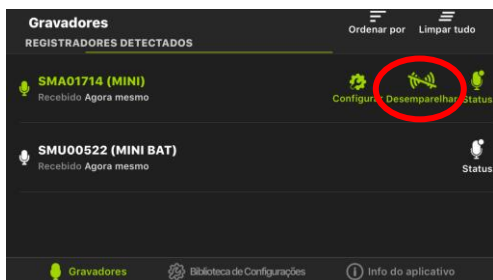 Gravadores
Ordenar por Limpar tudo
REGISTRADORES DETECTADOS
SMA01714 (MINI)
Recebido Agora mesmo
Configurar Desemparelhar Status
SMU00522 (MINI BAT)
Recebido Agora mesmo
Status
Gravadores Biblioteca de Configurações Info do aplicativo